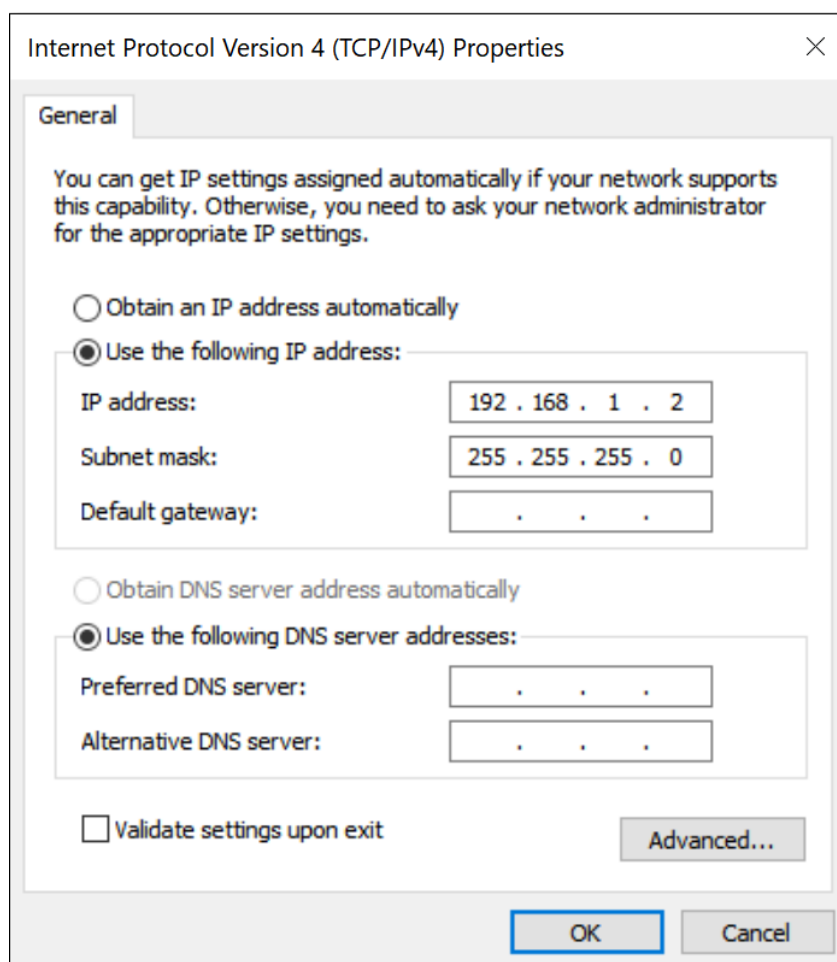 Internet Protocol Version 4 (TCP/IPv4) Properties
General
You can get IP settings assigned automatically if your network supports
this capability. Otherwise, you need to ask your network administrator
for the appropriate IP settings.
Obtain an IP address automatically
Use the following IP address:
IP address: 192 . 168 . 1 . 2
Subnet mask: 255 . 255 . 255 . 0
Default gateway: . . .
Obtain DNS server address automatically
Use the following DNS server addresses:
Preferred DNS server: . . .
Alternative DNS server: . . .
Validate settings upon exit
Advanced...
OK Cancel